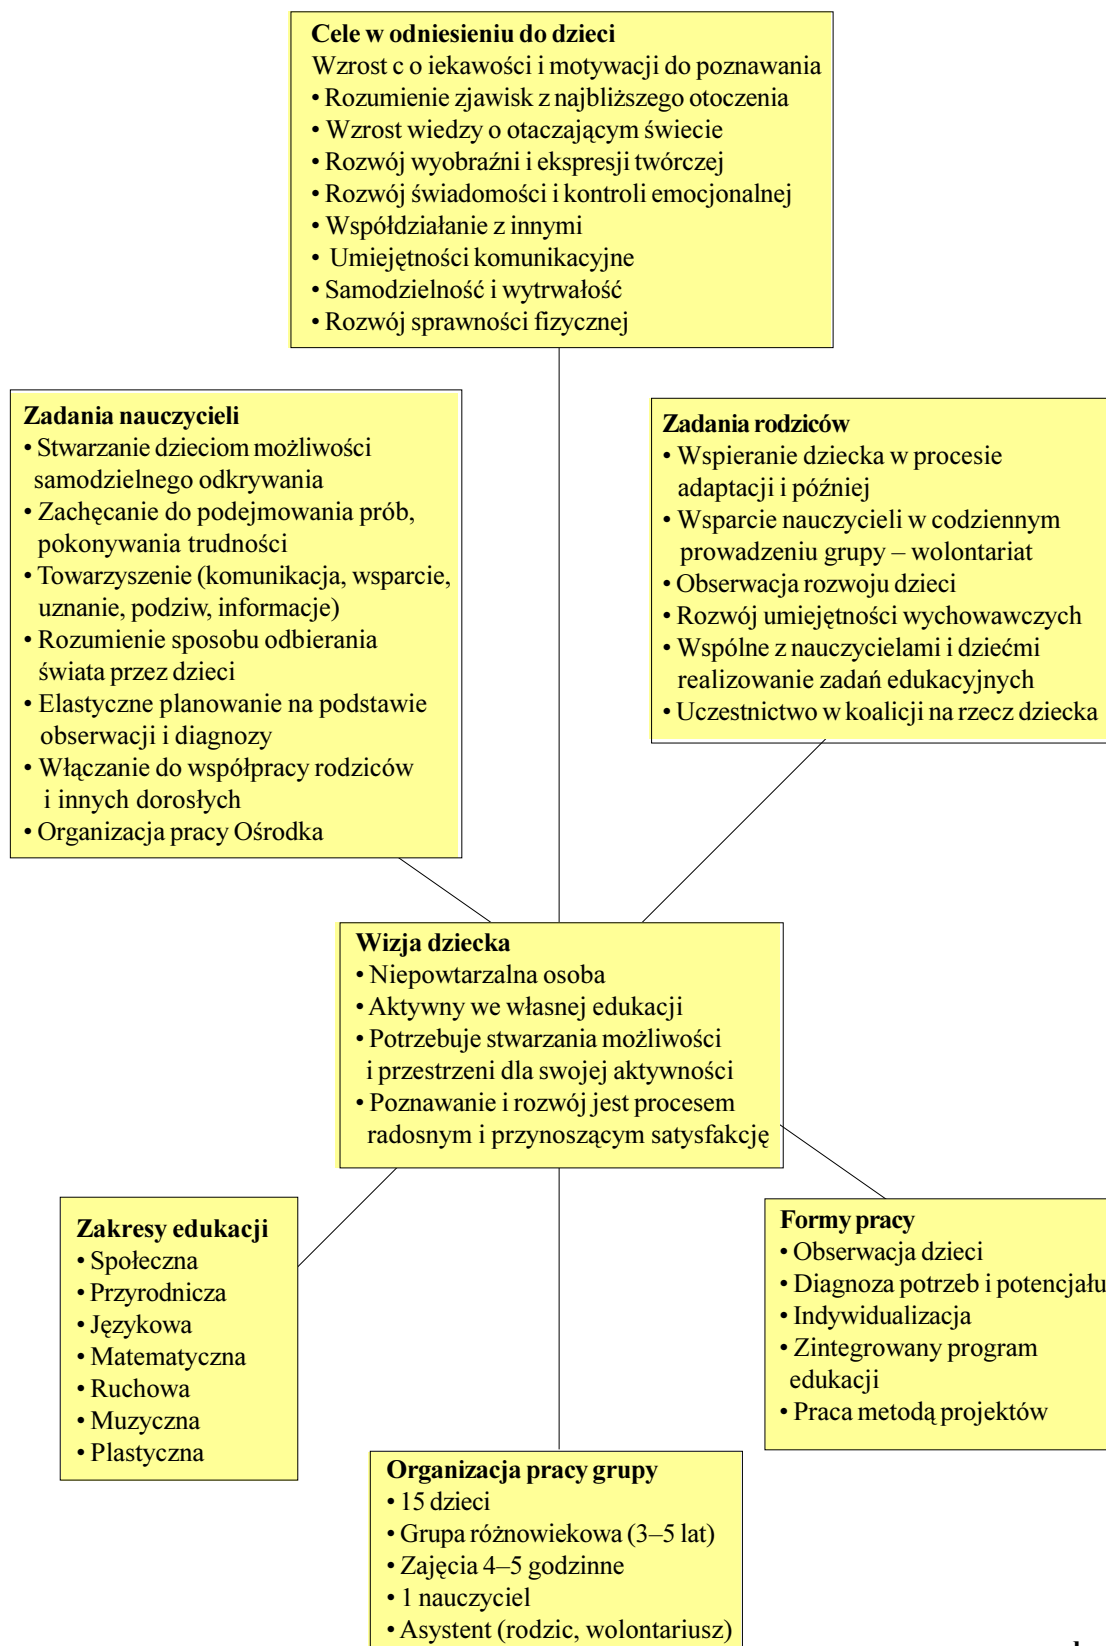 Cele w odniesieniu do dzieci
Wzrost c o iekawości i motywacji do poznawania
• Rozumienie zjawisk z najbliższego otoczenia
• Wzrost wiedzy o otaczającym świecie
• Rozwój wyobraźni i ekspresji twórczej
• Rozwój świadomości i kontroli emocjonalnej
• Współdziałanie z innymi
• Umiejętności komunikacyjne
• Samodzielność i wytrwałość
• Rozwój sprawności fizycznej
Zadania nauczycieli
• Stwarzanie dzieciom możliwości
samodzielnego odkrywania
• Zachęcanie do podejmowania prób,
pokonywania trudności
• Towarzyszenie (komunikacja, wsparcie,
uznanie, podziw, informacje)
• Rozumienie sposobu odbierania
świata przez dzieci
• Elastyczne planowanie na podstawie
obserwacji i diagnozy
• Włączanie do współpracy rodziców
i innych dorosłych
• Organizacja pracy Ośrodka
Zadania rodziców
• Wspieranie dziecka w procesie
adaptacji i później
• Wsparcie nauczycieli w codziennym
prowadzeniu grupy – wolontariat
• Obserwacja rozwoju dzieci
• Rozwój umiejętności wychowawczych
• Wspólne z nauczycielami i dziećmi
realizowanie zadań edukacyjnych
• Uczestnictwo w koalicji na rzecz dziecka
Wizja dziecka
• Niepowtarzalna osoba
• Aktywny we własnej edukacji
• Potrzebuje stwarzania możliwości
i przestrzeni dla swojej aktywności
• Poznawanie i rozwój jest procesem
radosnym i przynoszącym satysfakcję
Zakresy edukacji
• Społeczna
• Przyrodnicza
• Językowa
• Matematyczna
• Ruchowa
• Muzyczna
• Plastyczna
Formy pracy
• Obserwacja dzieci
• Diagnoza potrzeb i potencjału
• Indywidualizacja
• Zintegrowany program
edukacji
• Praca metodą projektów
Organizacja pracy grupy
• 15 dzieci
• Grupa różnowiekowa (3–5 lat)
• Zajęcia 4–5 godzinne
• 1 nauczyciel
• Asystent (rodzic, wolontariusz)